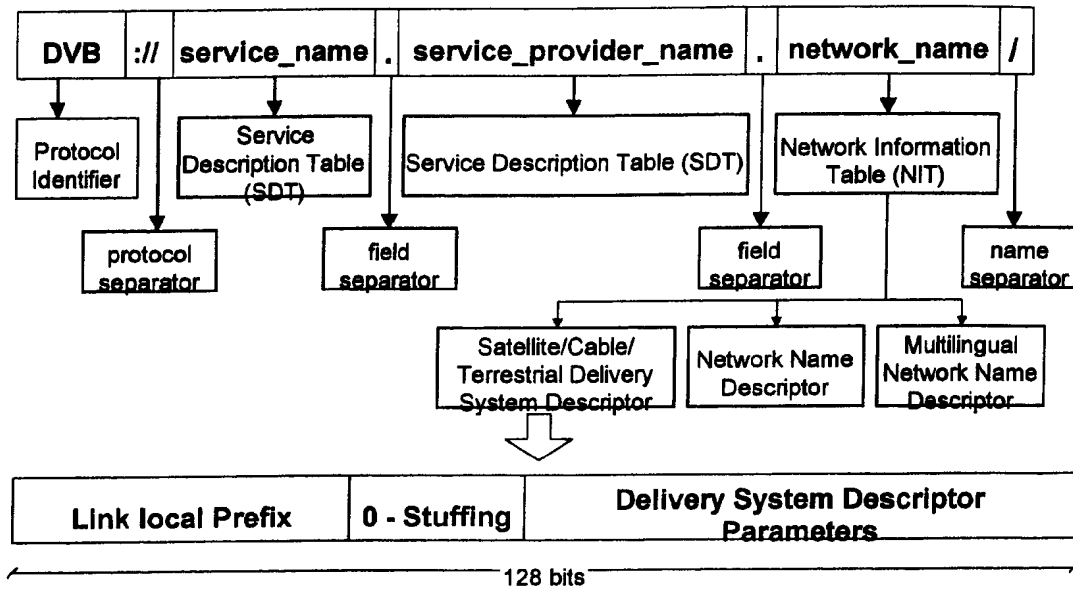 DVB :// service_name . service_provider_name . network_name /
Protocol
Identifier
Service
Description Table
(SDT)
Service Description Table (SDT)
Network Information
Table (NIT)
protocol
separator
field
separator
field
separator
name
separator
Satellite/Cable/
Terrestrial Delivery
System Descriptor
Network Name
Descriptor
Multilingual
Network Name
Descriptor
Link local Prefix
0 - Stuffing
Delivery System Descriptor
Parameters
128 bits